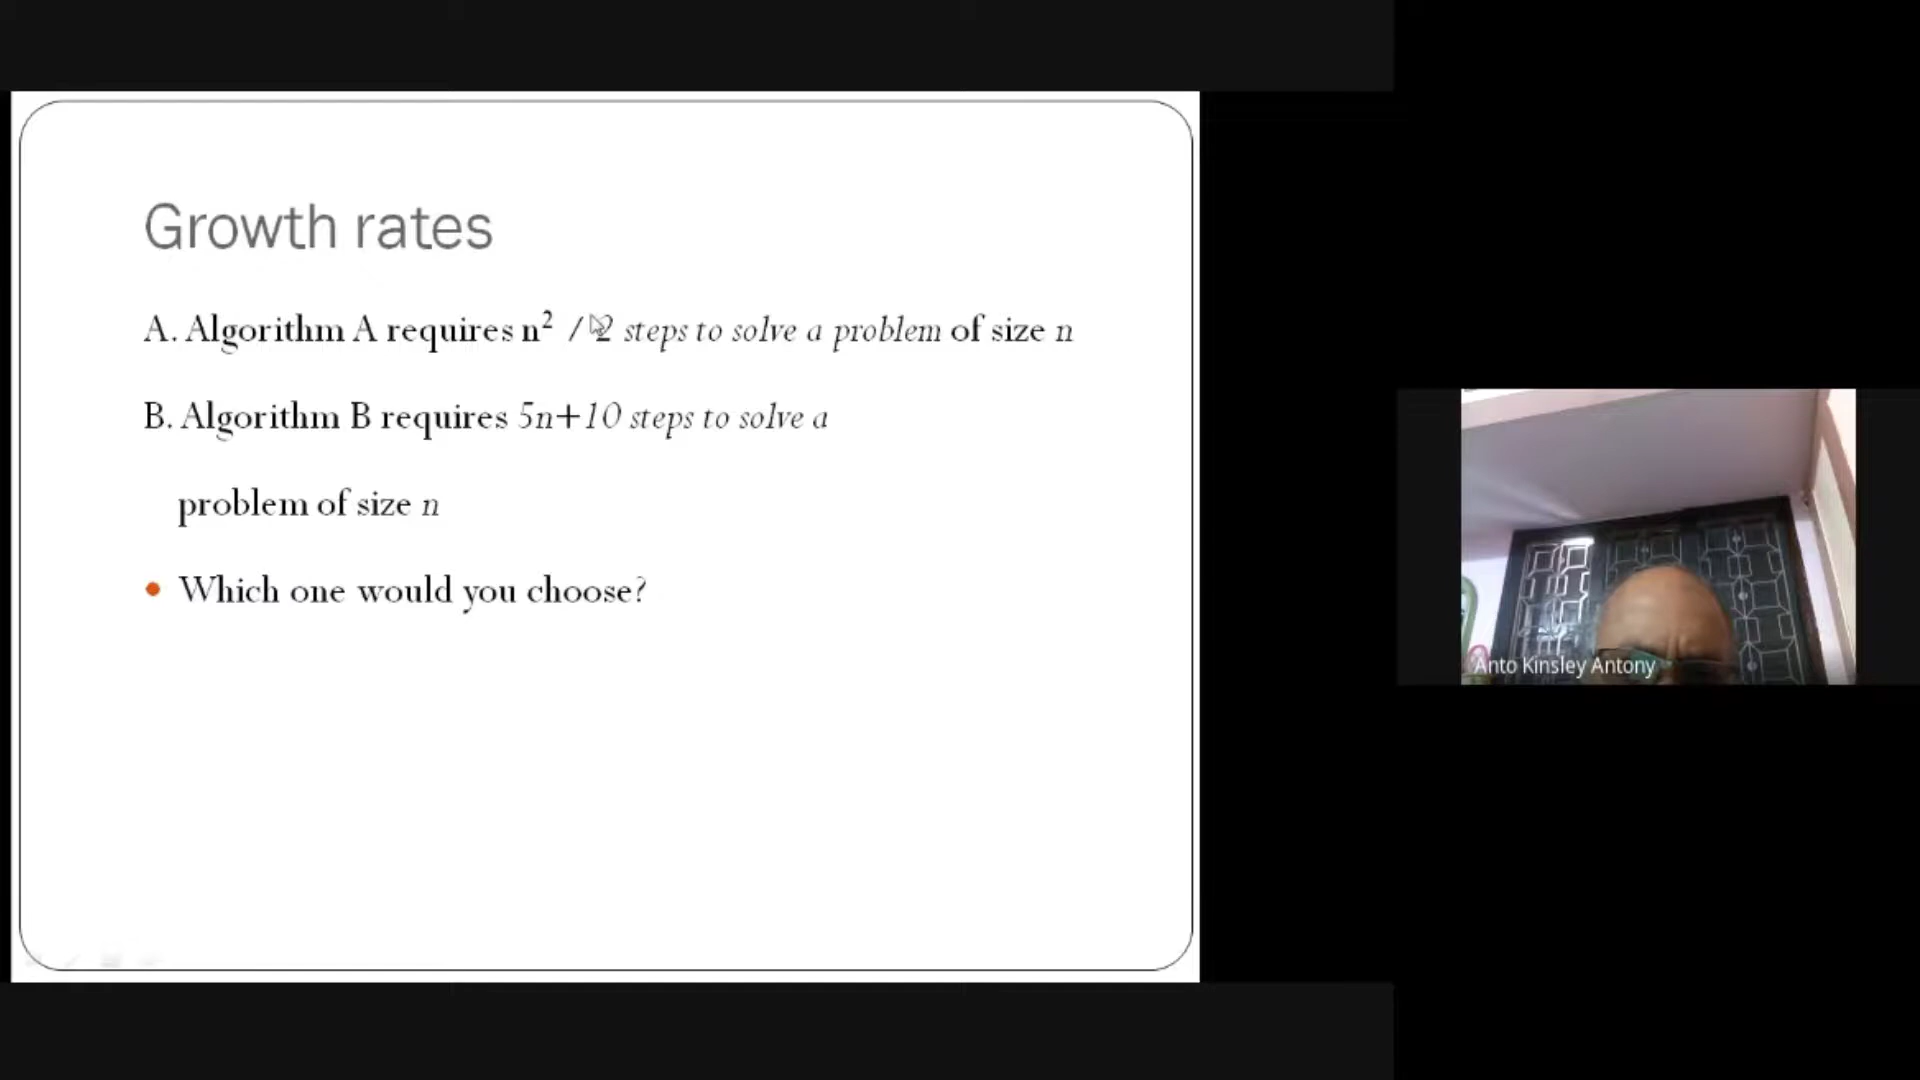 Growth rates
A. Algorithm A requires n² / 2 steps to solve a problem of size n
B. Algorithm B requires 5n+10 steps to solve a
problem of size n
• Which one would you choose?
Anto Kinsley Antony